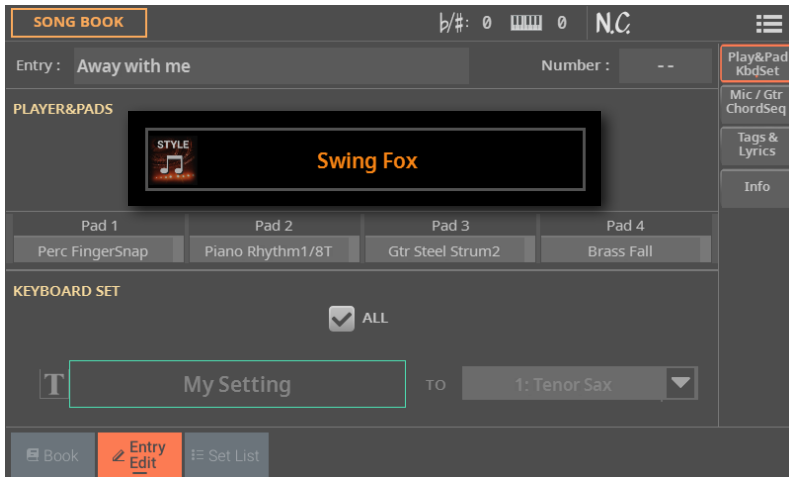 SONG BOOK
b/#: 0 0 N.C.
Entry : Away with me Number : --
Play&Pad
KbdSet
Mic / Gtr
ChordSeq
Tags &
Lyrics
Info
PLAYER&PADS
STYLE
Swing Fox
Pad 1 Pad 2 Pad 3 Pad 4
Perc FingerSnap Piano Rhythm1/8T Gtr Steel Strum2 Brass Fall
KEYBOARD SET
ALL
T My Setting TO 1: Tenor Sax
Book Entry
Edit Set List